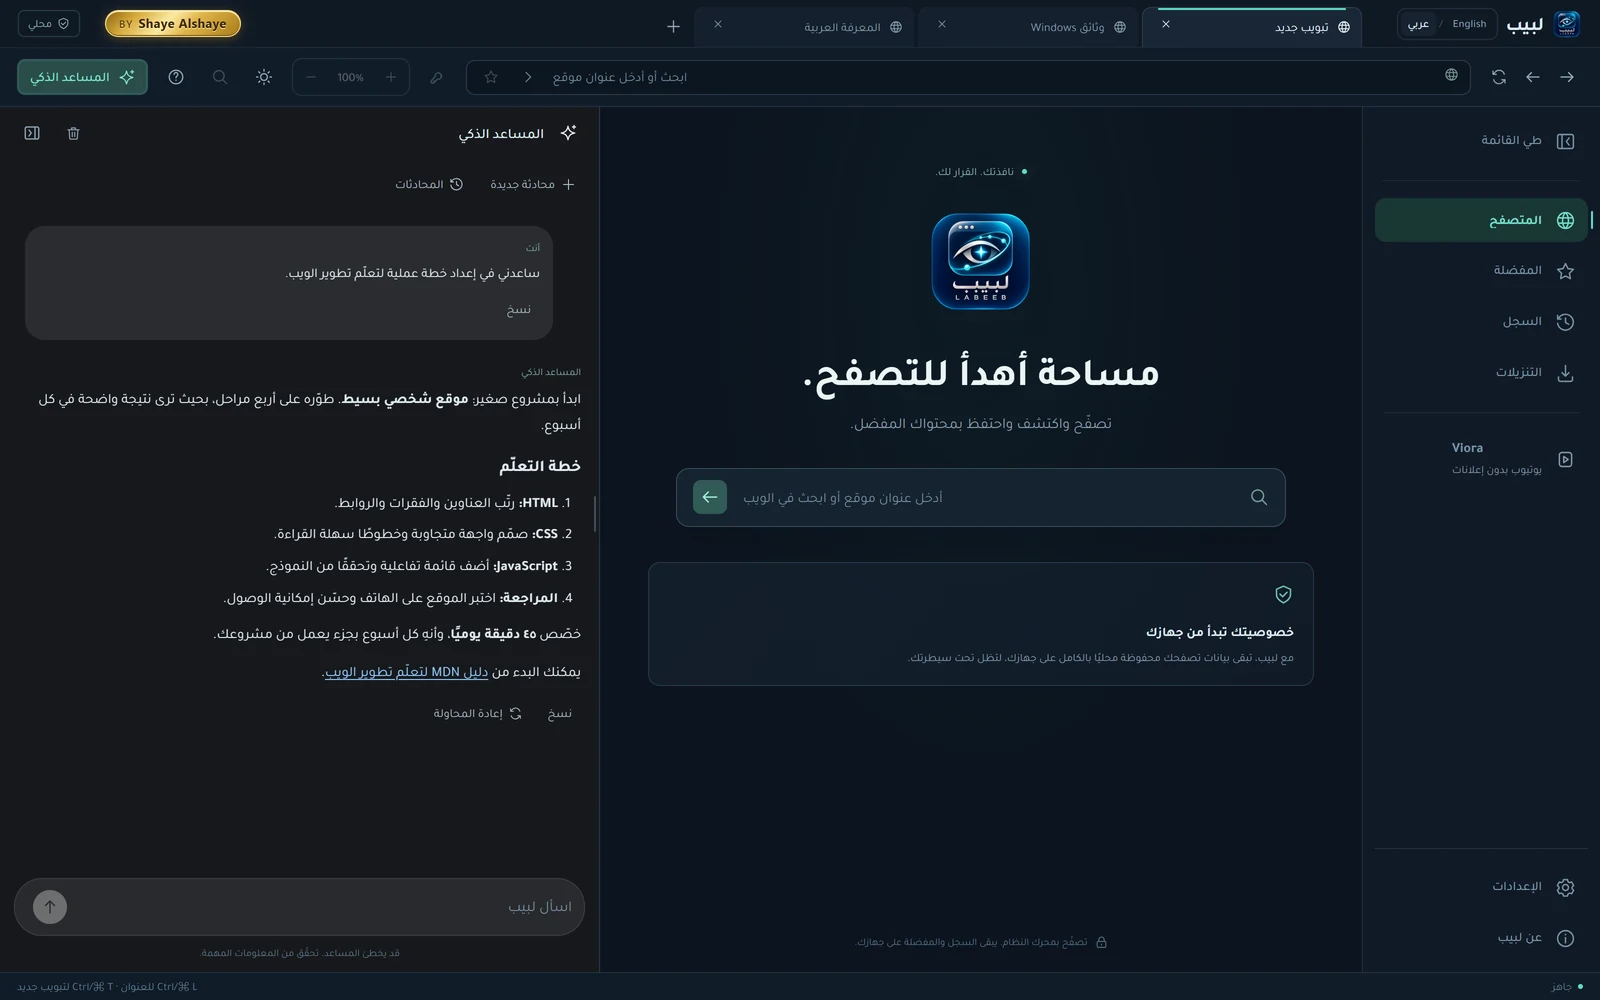 لبيب
English / عربي
تبويب جديد
وثائق Windows
المعرفة العربية
BY Shaye Alshaye
محلي
ابحث أو أدخل عنوان موقع
100%
المساعد الذكي
طي القائمة
المتصفح
المفضلة
السجل
التنزيلات
Viora
يوتيوب بدون إعلانات
الإعدادات
عن لبيب
نافذتك. القرار لك.
لبيب
LABEEB
مساحة أهدأ للتصفح.
تصفّح واكتشف واحتفظ بمحتواك المفضل.
أدخل عنوان موقع أو ابحث في الويب
خصوصيتك تبدأ من جهازك
مع لبيب، تبقى بيانات تصفحك محفوظة محليًا بالكامل على جهازك، لتظل تحت سيطرتك.
تصفّح بمحرك النظام. يبقى السجل والمفضلة على جهازك.
المساعد الذكي
محادثة جديدة
المحادثات
أنت
ساعدني في إعداد خطة عملية لتعلّم تطوير الويب.
نسخ
المساعد الذكي
ابدأ بمشروع صغير: موقع شخصي بسيط. طوّره على أربع مراحل، بحيث ترى نتيجة واضحة في كل
أسبوع.
خطة التعلّم
1. HTML: رتّب العناوين والفقرات والروابط.
2. CSS: صمّم واجهة متجاوبة وخطوطًا سهلة القراءة.
3. JavaScript: أضف قائمة تفاعلية وتحققًا من النموذج.
4. المراجعة: اختبر الموقع على الهاتف وحسّن إمكانية الوصول.
خصّص ٤٥ دقيقة يوميًا، وأنهِ كل أسبوع بجزء يعمل من مشروعك.
يمكنك البدء من دليل MDN لتعلّم تطوير الويب.
نسخ
إعادة المحاولة
اسأل لبيب
قد يخطئ المساعد. تحقّق من المعلومات المهمة.
جاهز
Ctrl/⌘ L للعنوان · Ctrl/⌘ T لتبويب جديد